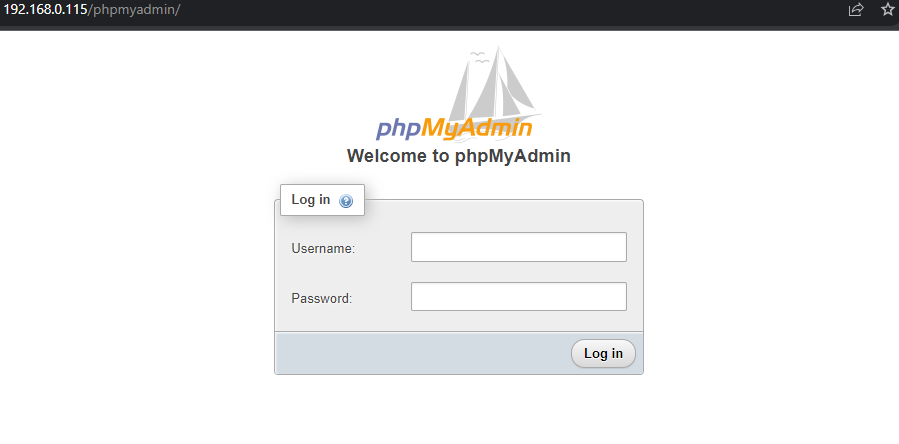 192.168.0.115/phpmyadmin/
phpMyAdmin
Welcome to phpMyAdmin
Log in
Username:
Password:
Log in